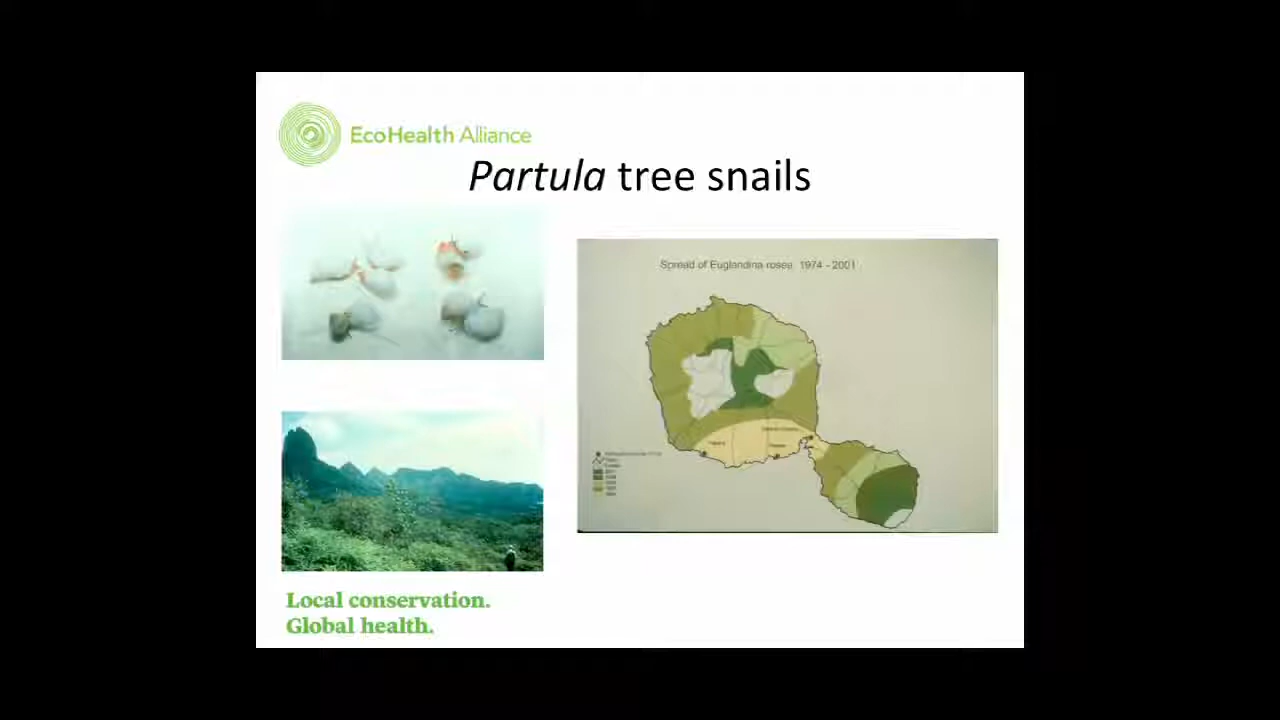 EcoHealth Alliance
Partula tree snails
Spread of Euglandina rosea 1974 - 2001
Local conservation.
Global health.